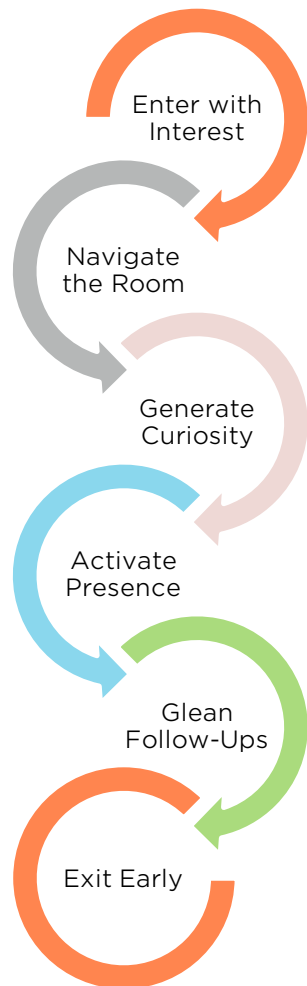 Enter with
Interest
Navigate
the Room
Generate
Curiosity
Activate
Presence
Glean
Follow-Ups
Exit Early